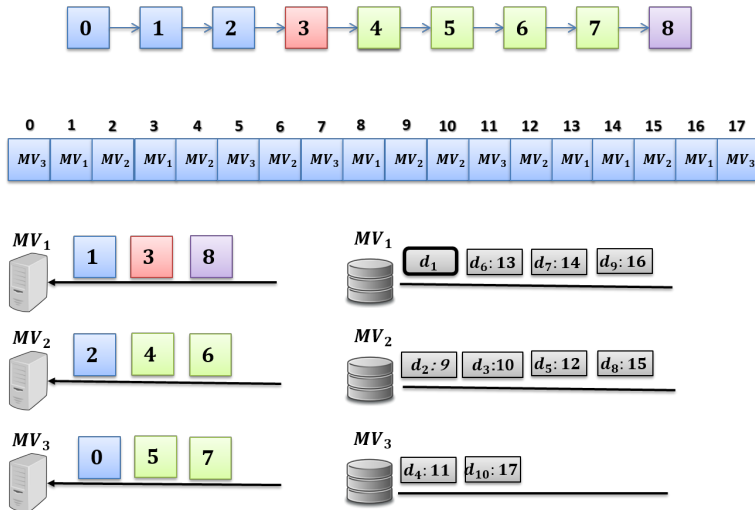 0 1 2 3 4 5 6 7 8
0 1 2 3 4 5 6 7 8 9 10 11 12 13 14 15 16 17
MV₃ MV₁ MV₂ MV₁ MV₂ MV₃ MV₂ MV₃ MV₁ MV₂ MV₂ MV₃ MV₂ MV₁ MV₁ MV₂ MV₁ MV₃
MV₁
1 3 8
MV₁
d₁ d₆: 13 d₇: 14 d₉: 16
MV₂
2 4 6
MV₂
d₂: 9 d₃:10 d₅: 12 d₈: 15
MV₃
0 5 7
MV₃
d₄: 11 d₁₀: 17